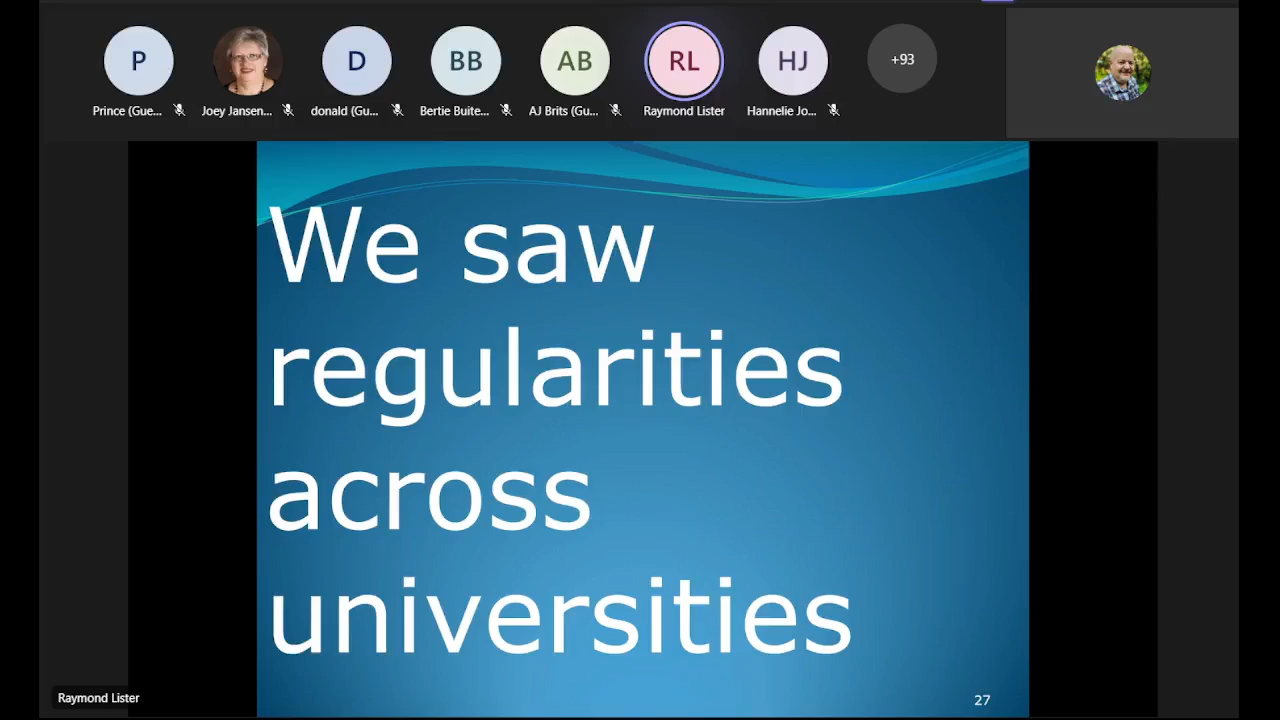 P
D
BB
AB
RL
HJ
+93
Prince (Gue...
Joey Jansen...
donald (Gu...
Bertie Buite...
AJ Brits (Gu...
Raymond Lister
Hannelie Jo...
We saw
regularities
across
universities
Raymond Lister
27